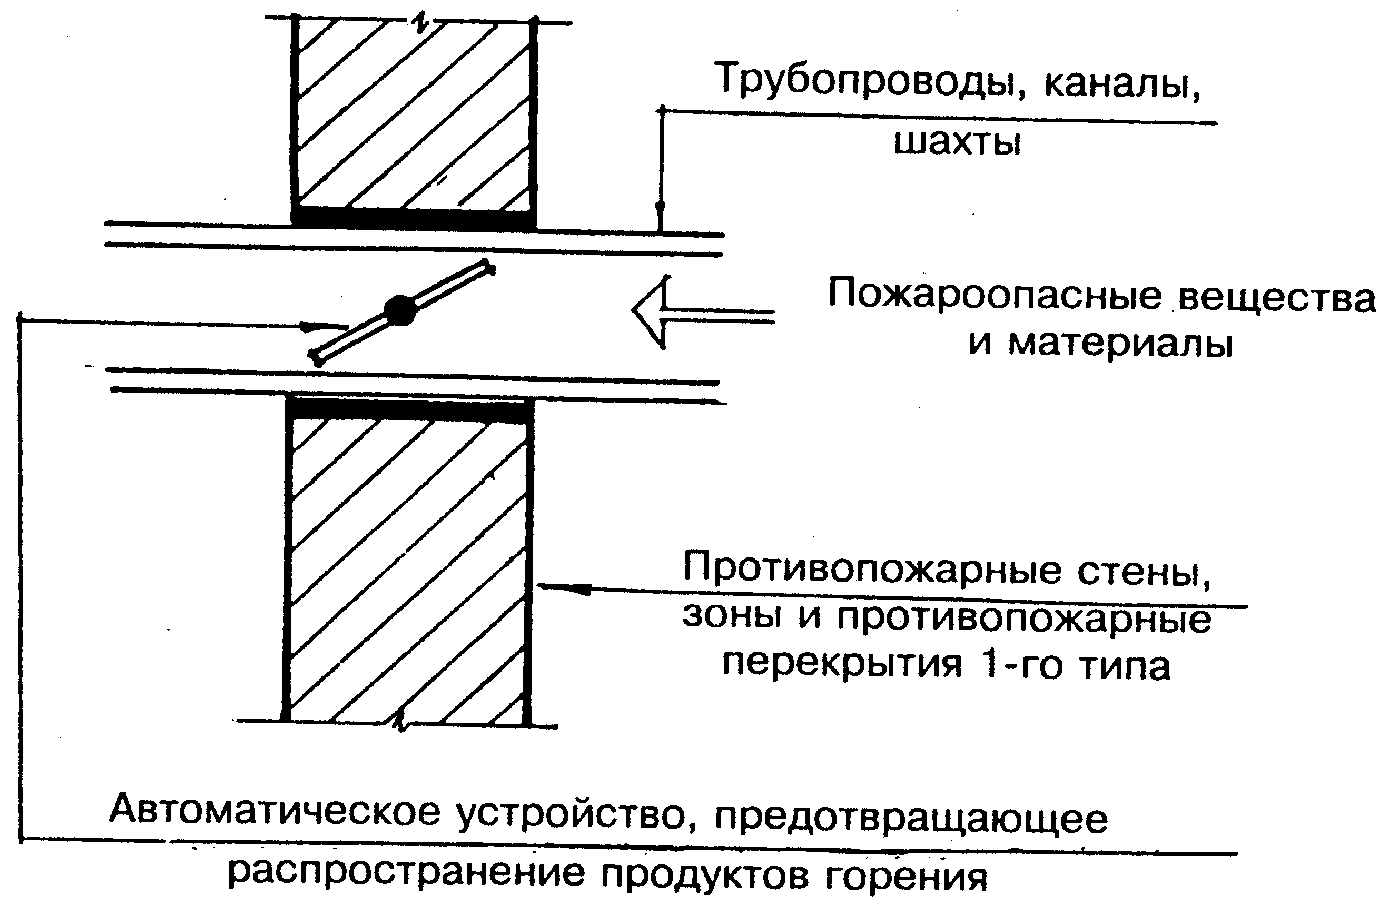 Трубопроводы, каналы,
шахты
Пожароопасные вещества
и материалы
Противопожарные стены,
зоны и противопожарные
перекрытия 1-го типа
Автоматическое устройство, предотвращающее
распространение продуктов горения